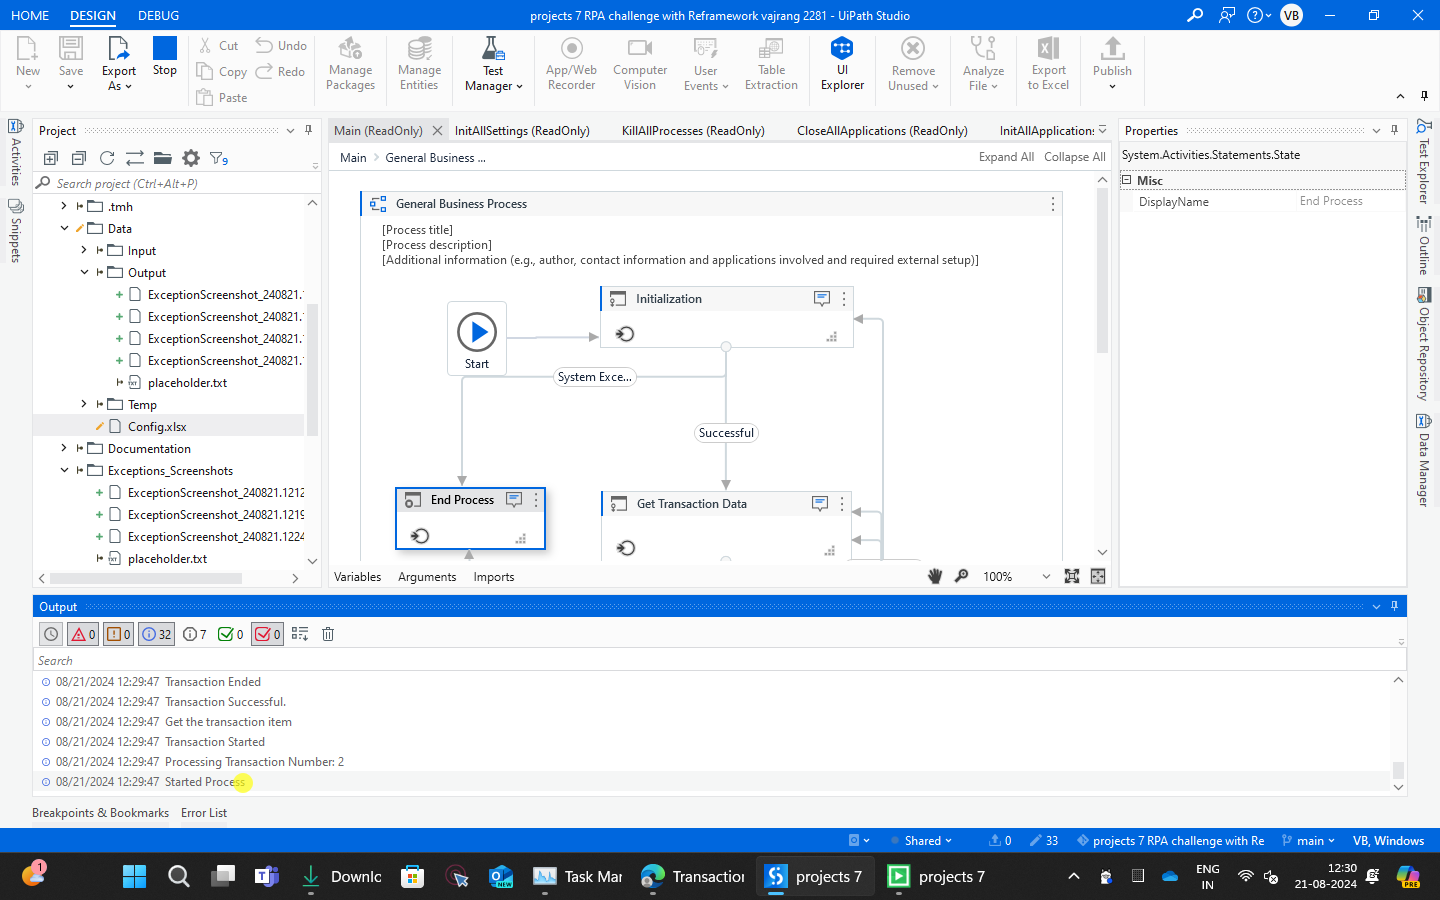 HOME DESIGN DEBUG projects 7 RPA challenge with Reframework vajrang 2281 - UiPath Studio VB
New Save Export As Stop Cut Copy Paste Undo Redo Manage Packages Manage Entities Test Manager App/Web Recorder Computer Vision User Events Table Extraction UI Explorer Remove Unused Analyze File Export to Excel Publish
Activities
Snippets
Project
9
Search project (Ctrl+Alt+P)
.tmh
Data
Input
Output
ExceptionScreenshot_240821.
ExceptionScreenshot_240821.
ExceptionScreenshot_240821.
ExceptionScreenshot_240821.
placeholder.txt
Temp
Config.xlsx
Documentation
Exceptions_Screenshots
ExceptionScreenshot_240821.1212
ExceptionScreenshot_240821.1219
ExceptionScreenshot_240821.1224
placeholder.txt
Main (ReadOnly) InitAllSettings (ReadOnly) KillAllProcesses (ReadOnly) CloseAllApplications (ReadOnly) InitAllApplications
Main General Business ... Expand All Collapse All
General Business Process
[Process title]
[Process description]
[Additional information (e.g., author, contact information and applications involved and required external setup)]
Start
Initialization
System Exce...
Successful
End Process
Get Transaction Data
Variables Arguments Imports 100%
Properties
System.Activities.Statements.State
Misc
DisplayName End Process
Test Explorer
Outline
Object Repository
Data Manager
Output
0 0 32 7 0 0
Search
08/21/2024 12:29:47 Transaction Ended
08/21/2024 12:29:47 Transaction Successful.
08/21/2024 12:29:47 Get the transaction item
08/21/2024 12:29:47 Transaction Started
08/21/2024 12:29:47 Processing Transaction Number: 2
08/21/2024 12:29:47 Started Process
Breakpoints & Bookmarks Error List
Shared 0 33 projects 7 RPA challenge with Re main VB, Windows
1 Downlo NEW Task Mar Transaction projects 7 projects 7 ENG IN 12:30 21-08-2024 PRE